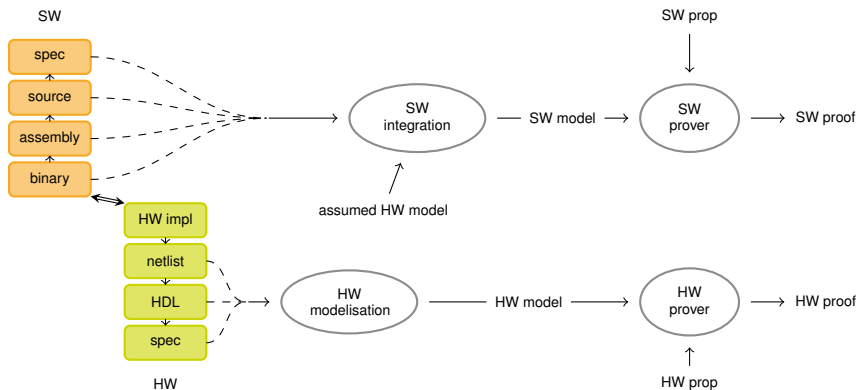 SW
SW prop
spec
source
assembly
binary
SW
integration
SW model
SW
prover
SW proof
assumed HW model
HW impl
netlist
HDL
spec
HW
modelisation
HW model
HW
prover
HW proof
HW
HW prop